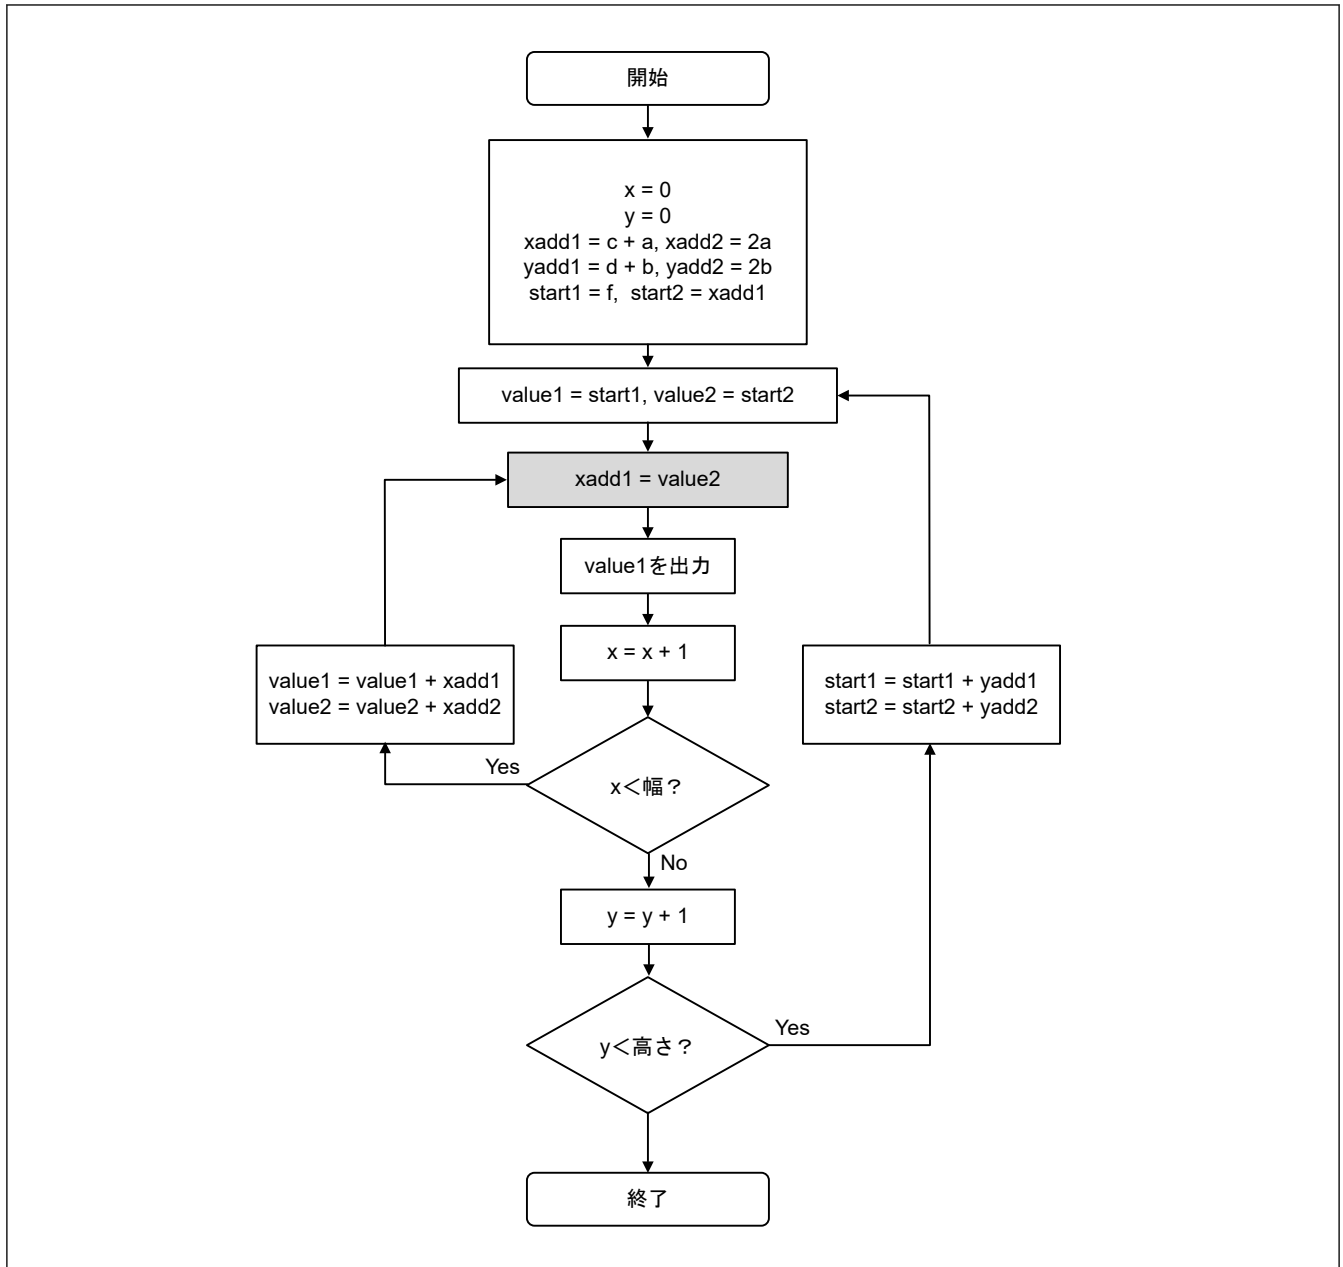 開始
x = 0
y = 0
xadd1 = c + a, xadd2 = 2a
yadd1 = d + b, yadd2 = 2b
start1 = f,  start2 = xadd1
value1 = start1, value2 = start2
xadd1 = value2
value1を出力
x = x + 1
value1 = value1 + xadd1
value2 = value2 + xadd2
start1 = start1 + yadd1
start2 = start2 + yadd2
Yes
x＜幅？
No
y = y + 1
Yes
y＜高さ？
終了